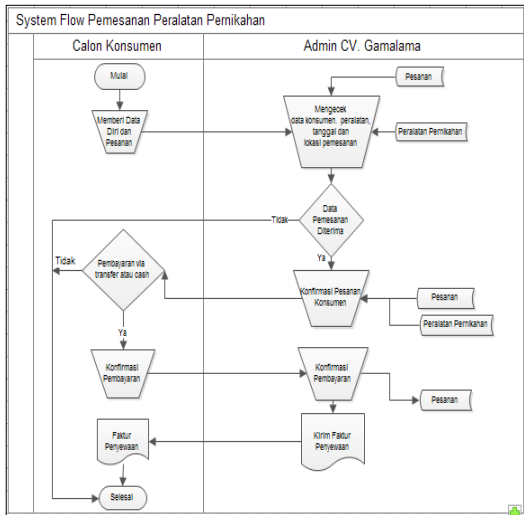 System Flow Pemesanan Peralatan Pernikahan
Calon Konsumen
Admin CV. Gamalama
Mulai
Pesanan
Memberi Data
Diri dan
Pesanan
Mengecek
data konsumen, peralatan,
tanggal dan
lokasi pemesanan
Peralatan Pernikahan
Data
Pemesanan
Diterima
Tidak
Ya
Tidak
Pembayaran via
transfer atau cash
Konfirmasi Pesanan
Konsumen
Pesanan
Peralatan Pernikahan
Ya
Konfirmasi
Pembayaran
Konfirmasi
Pembayaran
Pesanan
Faktur
Penyewaan
Kirim Faktur
Penyewaan
Selesai